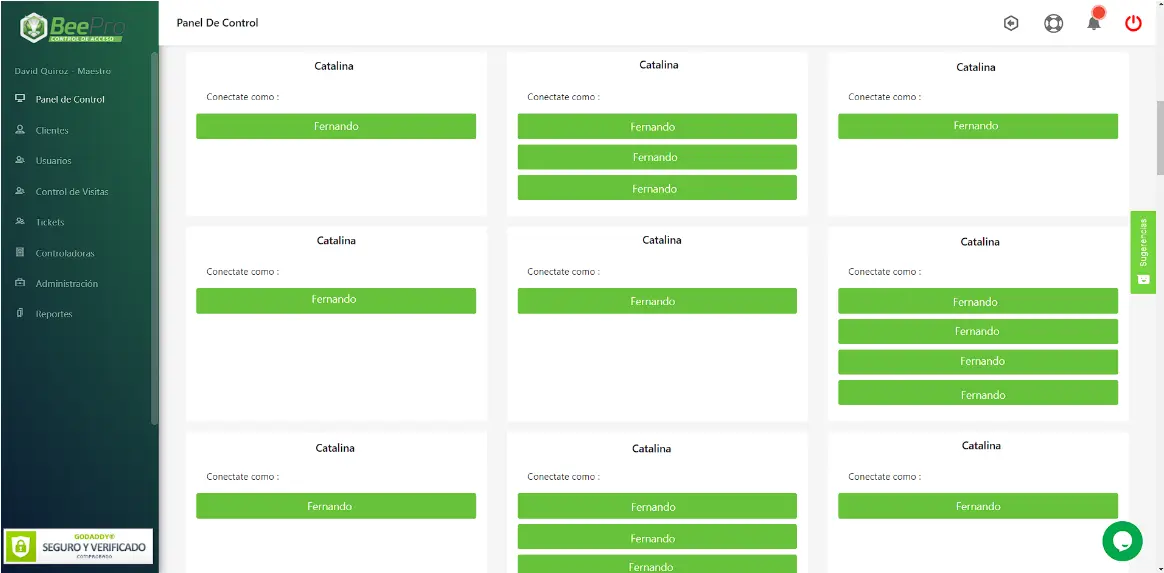 BeePro
CONTROL DE ACCESO
Panel De Control
David Quiroz - Maestro
Panel de Control
Clientes
Usuarios
Control de Visitas
Tickets
Controladoras
Administración
Reportes
GODADDY®
SEGURO Y VERIFICADO
COMPROBADO
Catalina
Conectate como :
Fernando
Catalina
Conectate como :
Fernando
Fernando
Fernando
Catalina
Conectate como :
Fernando
Catalina
Conectate como :
Fernando
Catalina
Conectate como :
Fernando
Catalina
Conectate como :
Fernando
Fernando
Fernando
Fernando
Catalina
Conectate como :
Fernando
Catalina
Conectate como :
Fernando
Fernando
Fernando
Catalina
Conectate como :
Fernando
Sugerencias